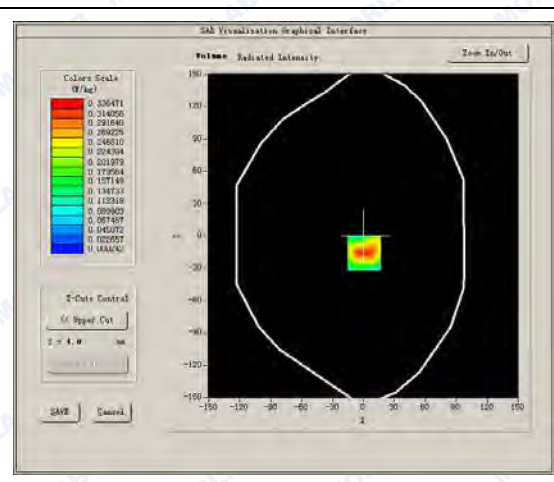 SAR Visualisation Graphical Interface
Volume Radiated Intensity
Zoom In/Out
Colors Scale
(W/kg)
0.336471
0.314056
0.291640
0.269225
0.246810
0.224394
0.201979
0.179564
0.157149
0.134733
0.112318
0.089903
0.067487
0.045072
0.022657
0.000242
Z-Cuts Control
<< Upper Cut
Z = 4.0 mm
SAVE
Cancel
150
120
90
60
30
0
-30
-60
-90
-120
-150
-150 -120 -90 -60 -30 0 30 60 90 120 150
X